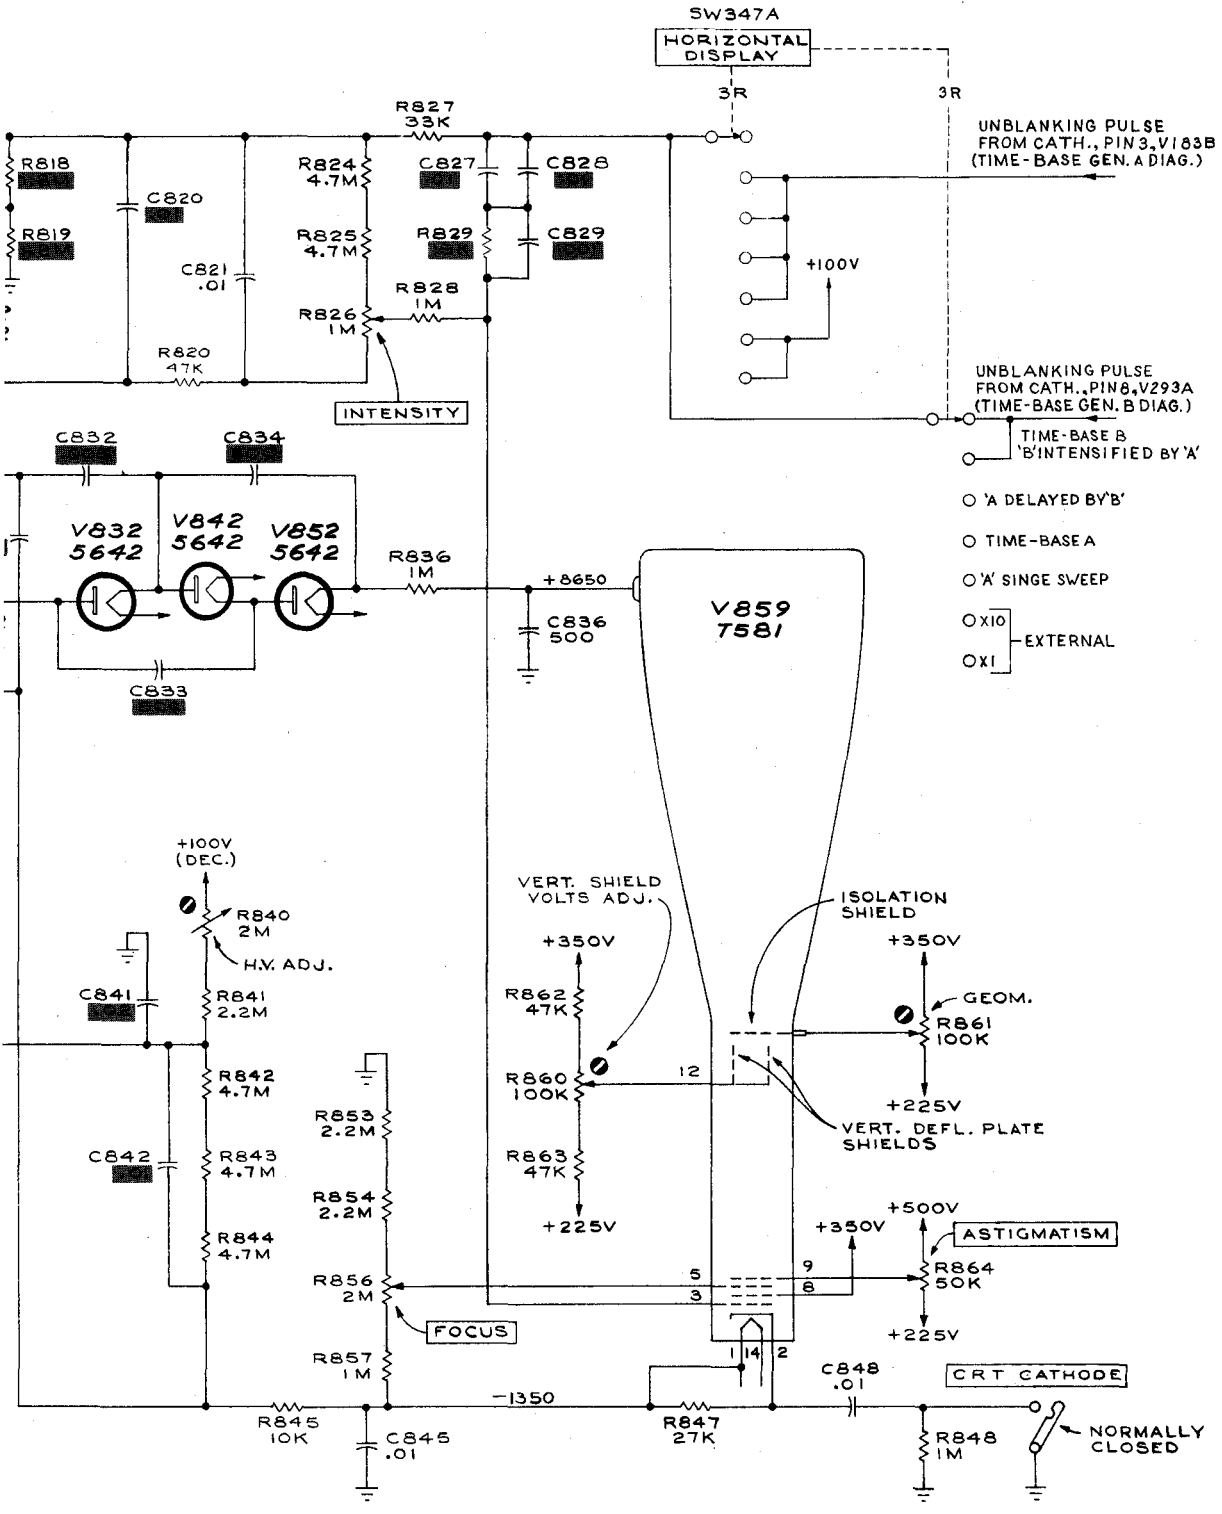 SW347A
HORIZONTAL
DISPLAY
3R
3R
R827
33K
UNBLANKING PULSE
FROM CATH., PIN 3, V183B
(TIME-BASE GEN. A DIAG.)
R818
R824
4.7M
C827
C828
C820
R819
R825
4.7M
R829
C829
C821
.01
+100V
R828
1M
R826
1M
R820
47K
INTENSITY
UNBLANKING PULSE
FROM CATH., PIN 8, V293A
(TIME-BASE GEN. B DIAG.)
TIME-BASE B
'B' INTENSIFIED BY 'A'
'A DELAYED BY 'B'
TIME-BASE A
'A' SINGE SWEEP
X10
X1
EXTERNAL
C832
C834
V832
5642
V842
5642
V852
5642
R836
1M
+8650
C836
500
V859
T581
C833
+100V
(DEC.)
R840
2M
H.V. ADJ.
VERT. SHIELD
VOLTS ADJ.
ISOLATION
SHIELD
+350V
+350V
C841
R841
2.2M
R862
47K
GEOM.
R861
100K
R842
4.7M
R860
100K
12
+225V
R853
2.2M
VERT. DEFL. PLATE
SHIELDS
C842
R843
4.7M
R863
47K
R854
2.2M
+225V
+350V
+500V
ASTIGMATISM
R844
4.7M
R856
2M
5
3
9
8
R864
50K
FOCUS
+225V
R857
1M
1
14
2
C848
.01
CRT CATHODE
-1350
R845
10K
C845
.01
R847
27K
R848
1M
NORMALLY
CLOSED